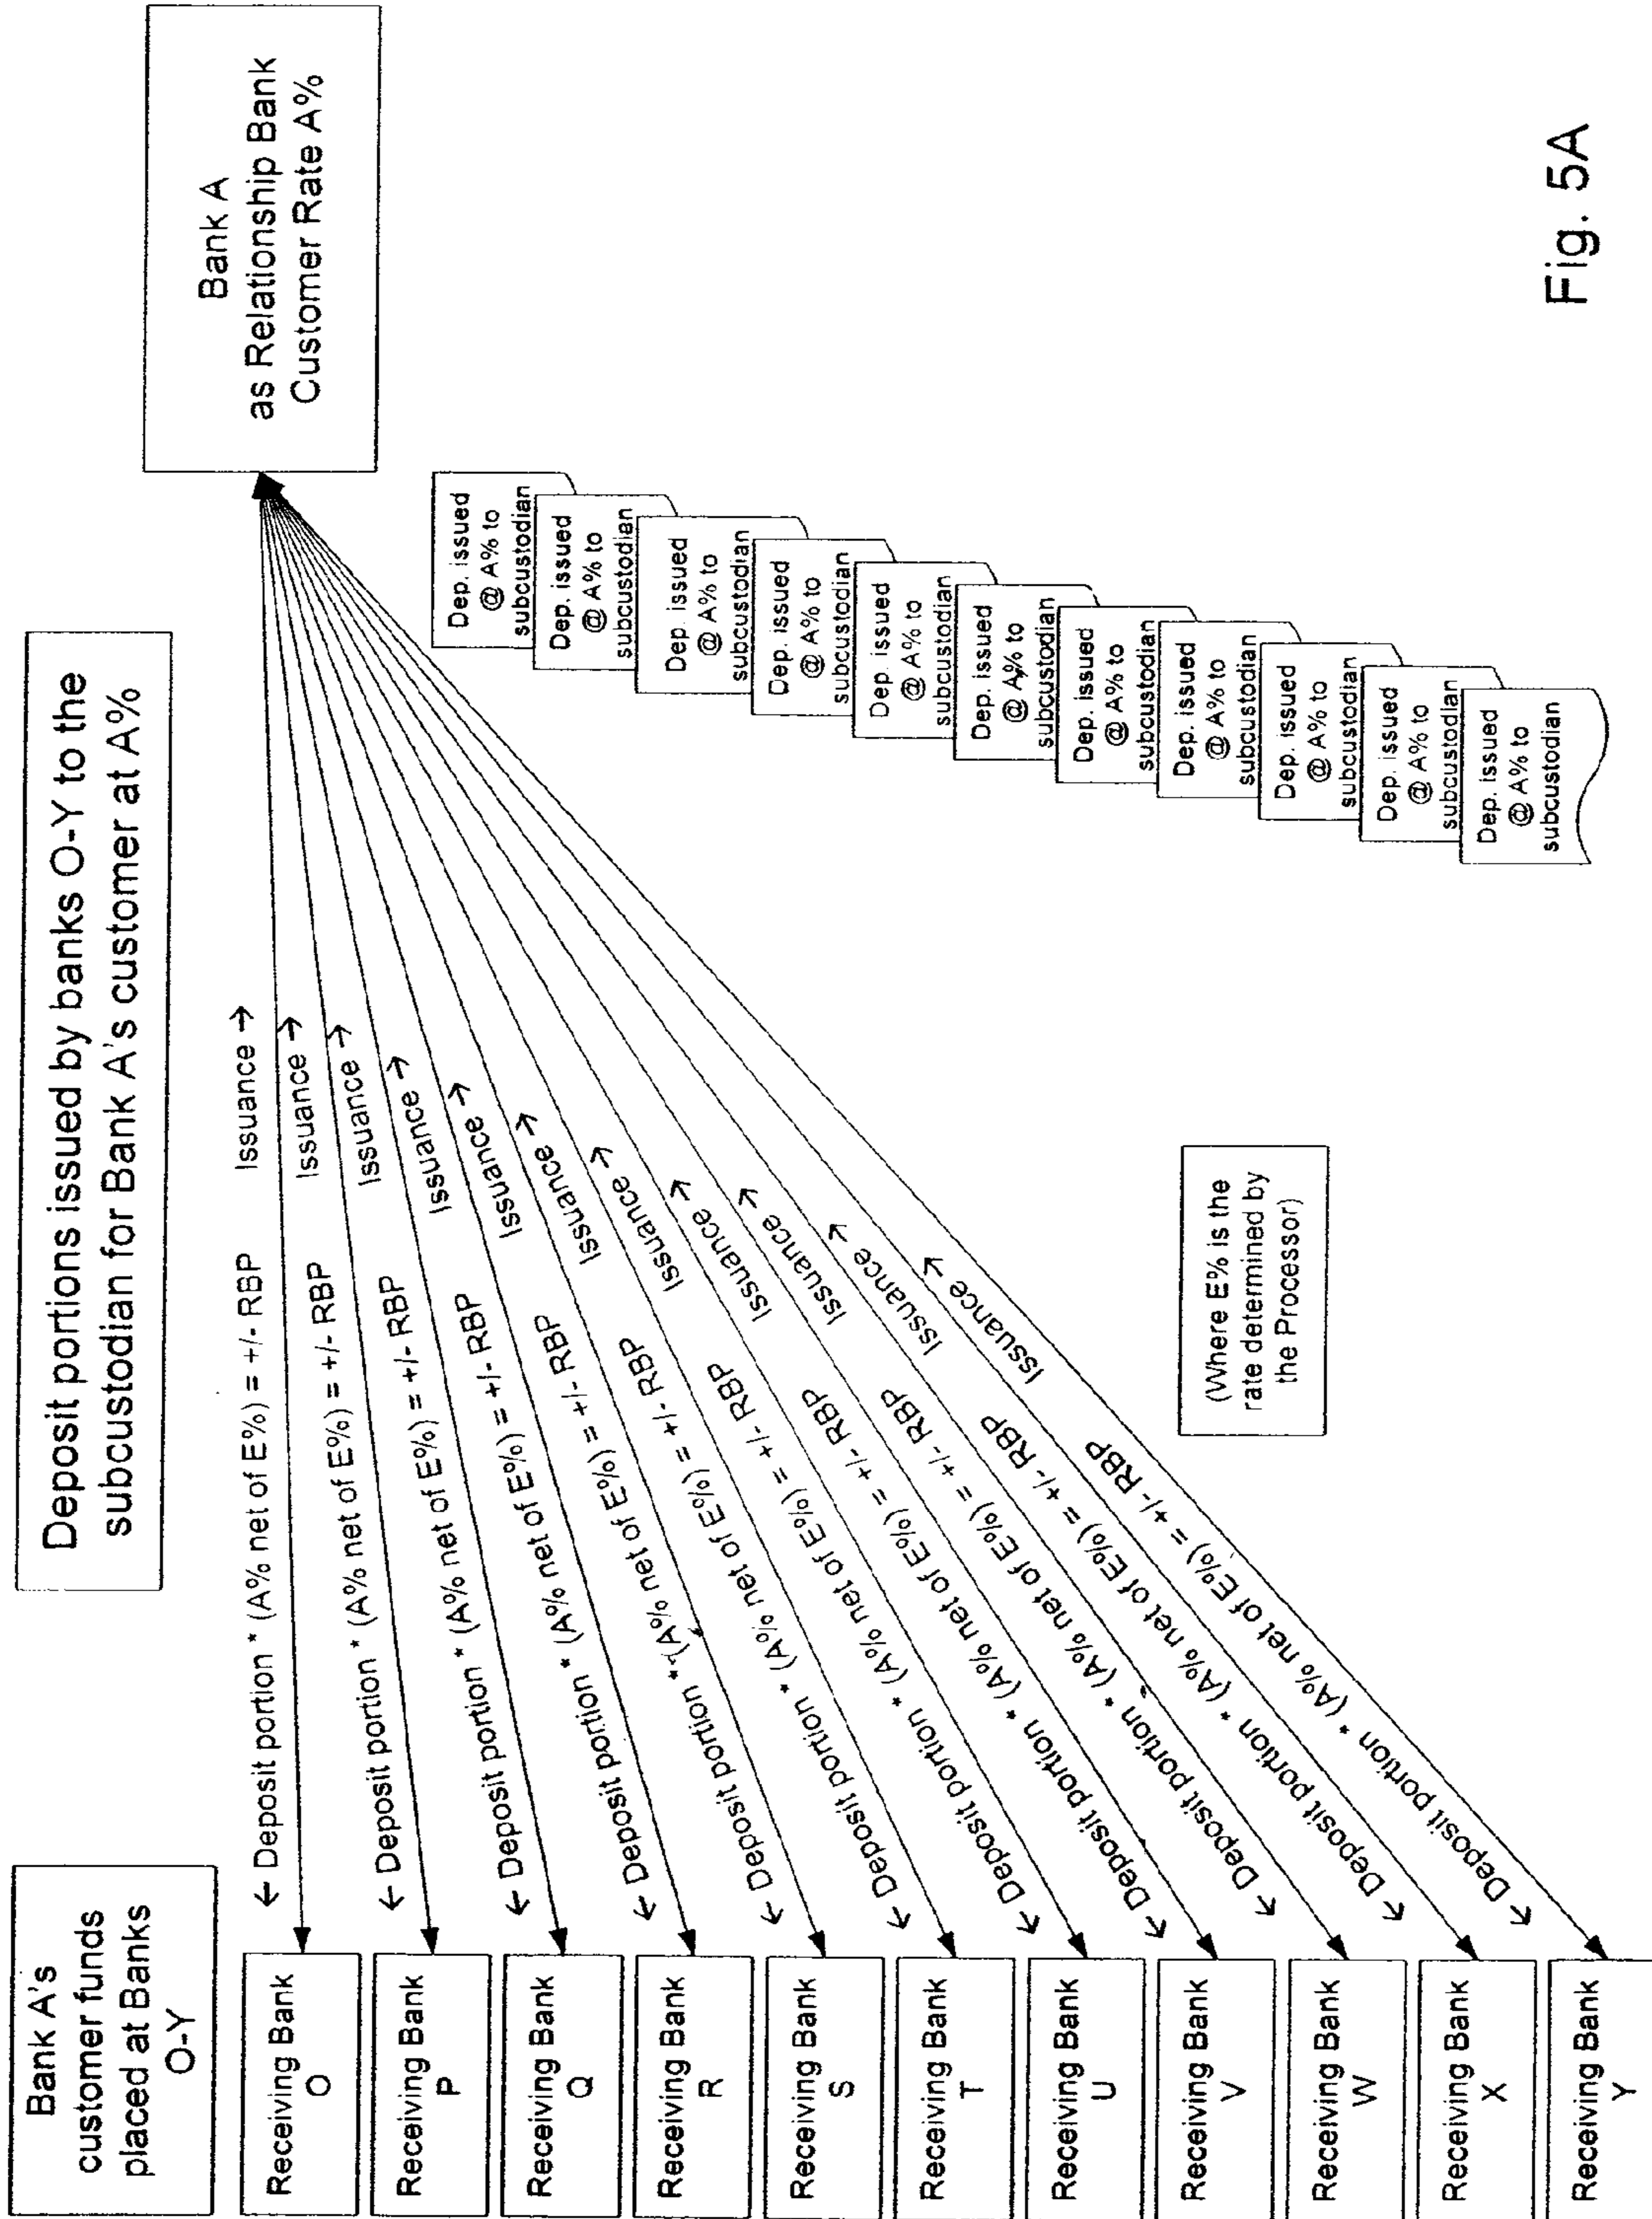 Bank A's
customer funds
placed at Banks
O-Y
Deposit portions issued by banks O-Y to the
subcustodian for Bank A's customer at A%
Bank A
as Relationship Bank
Customer Rate A%
Receiving Bank
O
← Deposit portion * (A% net of E%) = +/- RBP
Issuance →
Receiving Bank
P
← Deposit portion * (A% net of E%) = +/- RBP
Issuance →
Receiving Bank
Q
← Deposit portion * (A% net of E%) = +/- RBP
Issuance →
Receiving Bank
R
← Deposit portion * (A% net of E%) = +/- RBP
Issuance →
Receiving Bank
S
← Deposit portion * (A% net of E%) = +/- RBP
Issuance →
Receiving Bank
T
← Deposit portion * (A% net of E%) = +/- RBP
Issuance →
Receiving Bank
U
← Deposit portion * (A% net of E%) = +/- RBP
Issuance →
Receiving Bank
V
← Deposit portion * (A% net of E%) = +/- RBP
Issuance →
Receiving Bank
W
← Deposit portion * (A% net of E%) = +/- RBP
Issuance →
Receiving Bank
X
← Deposit portion * (A% net of E%) = +/- RBP
Issuance →
Receiving Bank
Y
← Deposit portion * (A% net of E%) = +/- RBP
Issuance →
Dep. issued
@ A% to
subcustodian
Dep. issued
@ A% to
subcustodian
Dep. issued
@ A% to
subcustodian
Dep. issued
@ A% to
subcustodian
Dep. issued
@ A% to
subcustodian
Dep. issued
@ A% to
subcustodian
Dep. issued
@ A% to
subcustodian
Dep. issued
@ A% to
subcustodian
Dep. issued
@ A% to
subcustodian
Dep. issued
@ A% to
subcustodian
Dep. issued
@ A% to
subcustodian
(Where E% is the
rate determined by
the Processor)
Fig. 5A